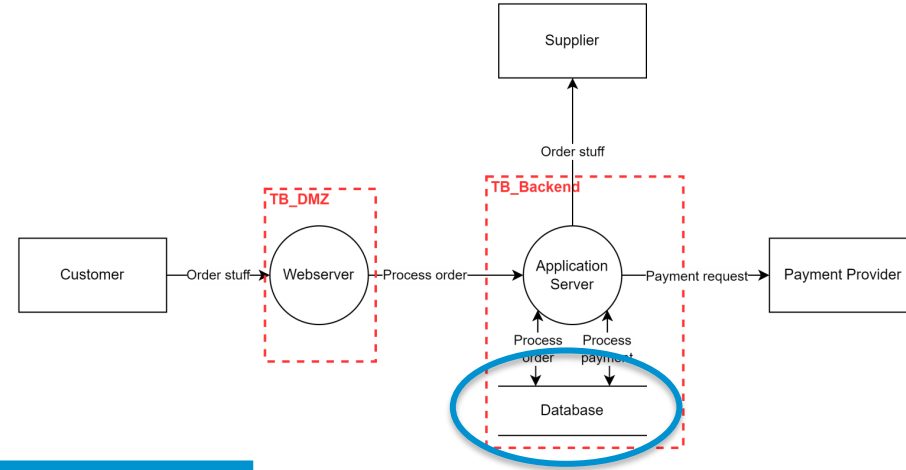 Supplier
Order stuff
TB_DMZ
TB_Backend
Customer
Order stuff
Webserver
Process order
Application
Server
Payment request
Payment Provider
Process
order
Process
payment
Database